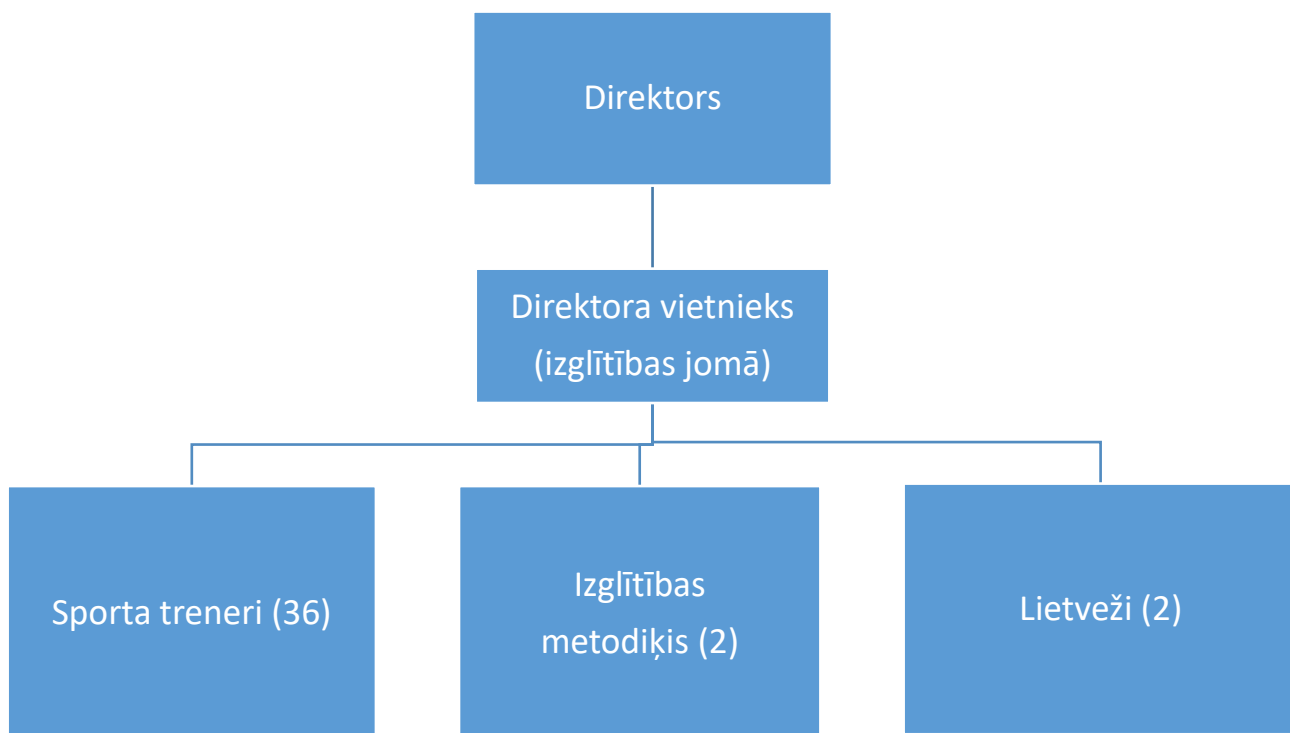 Direktors
Direktora vietnieks
(izglītības jomā)
Sporta treneri (36)
Izglītības
metodiķis (2)
Lietveži (2)